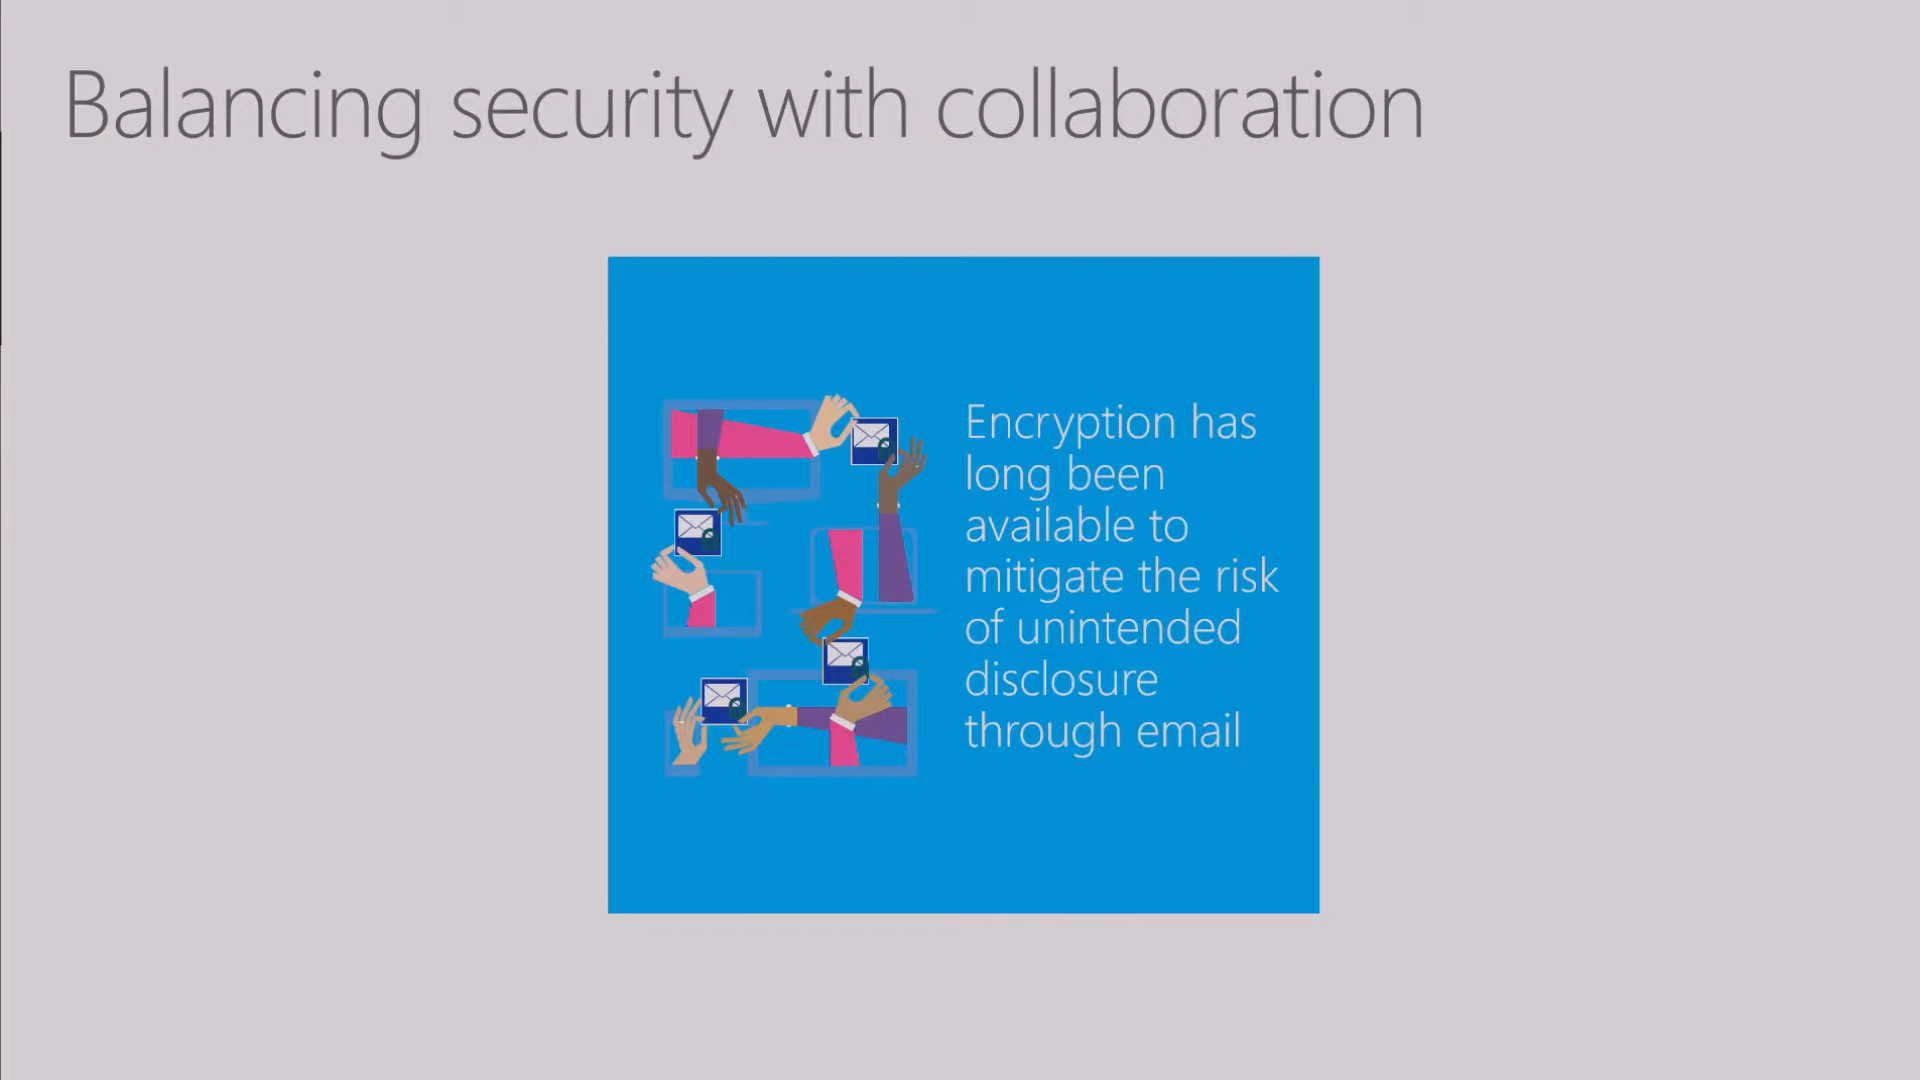 Balancing security with collaboration
Encryption has
long been
available to
mitigate the risk
of unintended
disclosure
through email